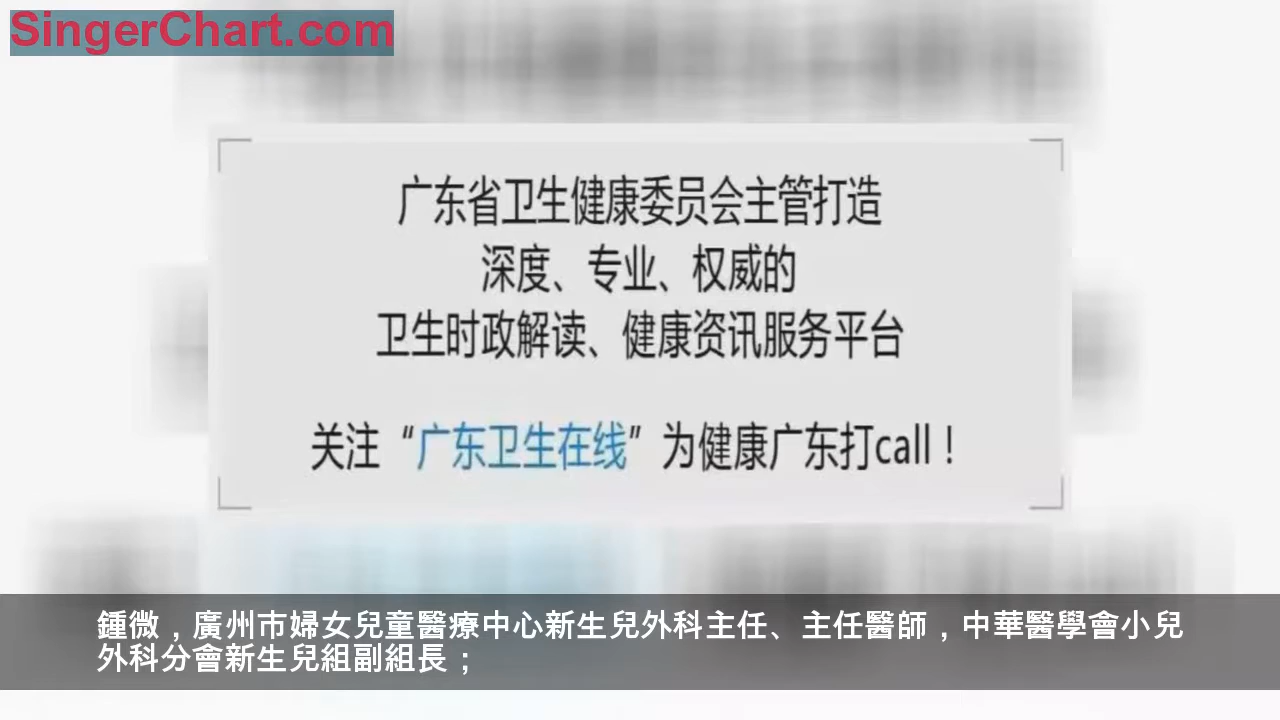 SingerChart.com
广东省卫生健康委员会主管打造
深度、专业、权威的
卫生时政解读、健康资讯服务平台
关注“广东卫生在线”为健康广东打call！
鍾微，廣州市婦女兒童醫療中心新生兒外科主任、主任醫師，中華醫學會小兒
外科分會新生兒組副組長；